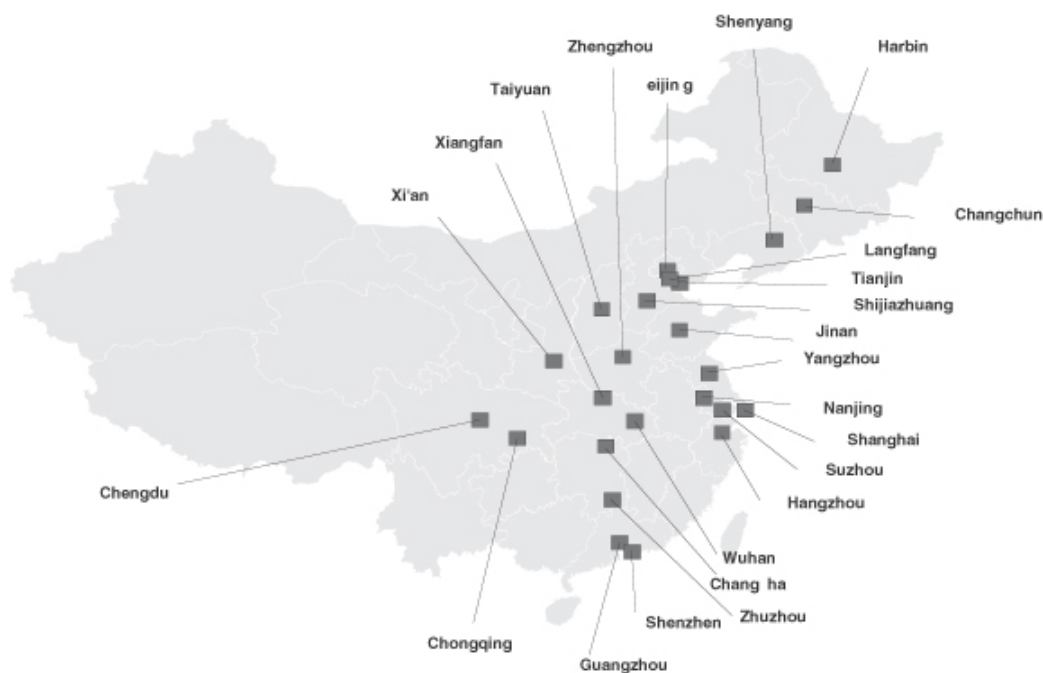 Shenyang
Zhengzhou
Harbin
eijin g
Taiyuan
Xiangfan
Xi'an
Changchun
Langfang
Tianjin
Shijiazhuang
Jinan
Yangzhou
Nanjing
Shanghai
Suzhou
Chengdu
Hangzhou
Wuhan
Chang ha
Zhuzhou
Shenzhen
Chongqing
Guangzhou